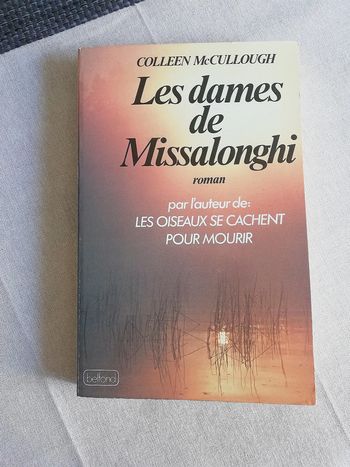 COLLEEN McCULLOUGH
Les dames
de
Missalonghi
roman
par l'auteur de:
LES OISEAUX SE CACHENT
POUR MOURIR
belfond